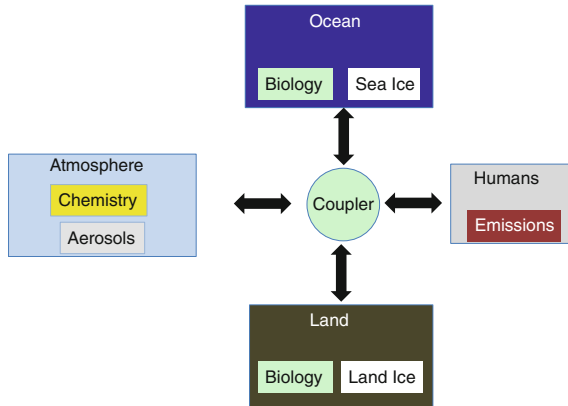 Ocean
Biology
Sea Ice
Atmosphere
Chemistry
Aerosols
Coupler
Humans
Emissions
Land
Biology
Land Ice